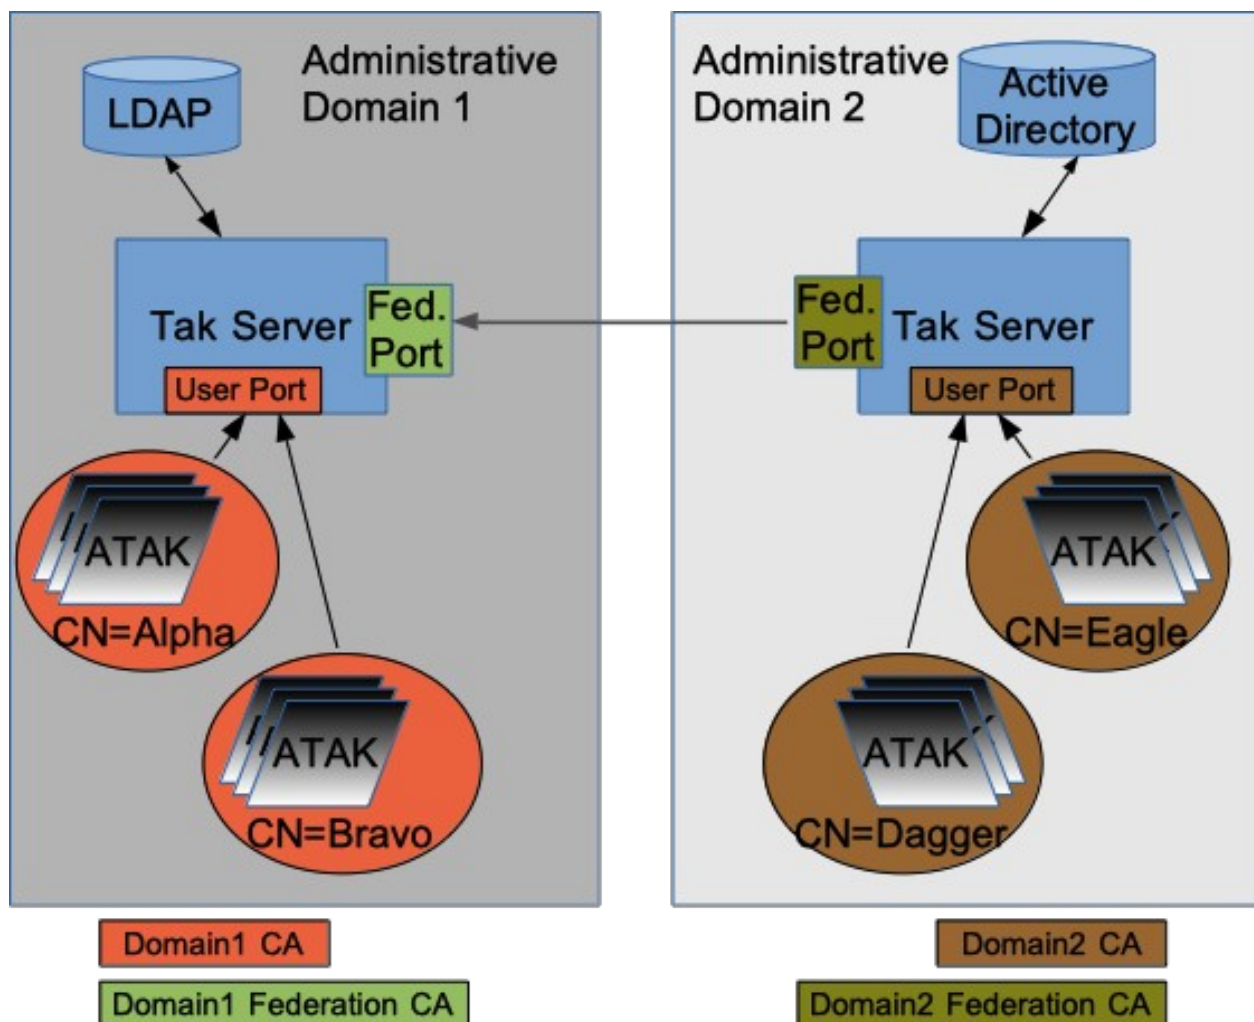 Administrative
Domain 1
LDAP
Tak Server
Fed.
Port
User Port
ATAK
CN=Alpha
ATAK
CN=Bravo
Administrative
Domain 2
Active
Directory
Fed.
Port
Tak Server
User Port
ATAK
CN=Eagle
ATAK
CN=Dagger
Domain1 CA
Domain1 Federation CA
Domain2 CA
Domain2 Federation CA